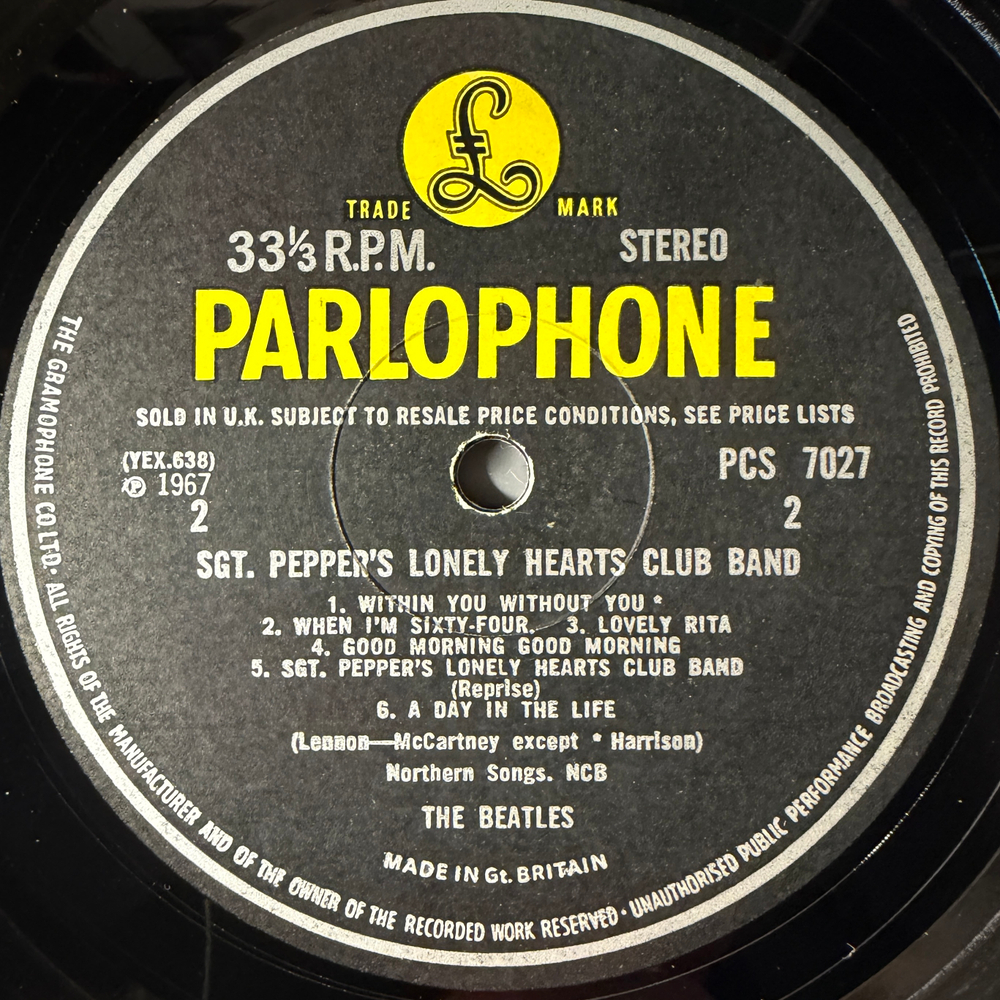 £
TRADE MARK
33⅓ R.P.M. STEREO
PARLOPHONE
SOLD IN U.K. SUBJECT TO RESALE PRICE CONDITIONS, SEE PRICE LISTS
(YEX.638) PCS 7027
℗ 1967
2 2
SGT. PEPPER'S LONELY HEARTS CLUB BAND
1. WITHIN YOU WITHOUT YOU *
2. WHEN I'M SIXTY-FOUR. 3. LOVELY RITA
4. GOOD MORNING GOOD MORNING
5. SGT. PEPPER'S LONELY HEARTS CLUB BAND
(Reprise)
6. A DAY IN THE LIFE
(Lennon—McCartney except * Harrison)
Northern Songs. NCB
THE BEATLES
MADE IN Gt. BRITAIN
THE GRAMOPHONE CO LTD · ALL RIGHTS OF THE MANUFACTURER AND OF THE OWNER OF THE RECORDED WORK RESERVED · UNAUTHORISED PUBLIC PERFORMANCE BROADCASTING AND COPYING OF THIS RECORD PROHIBITED